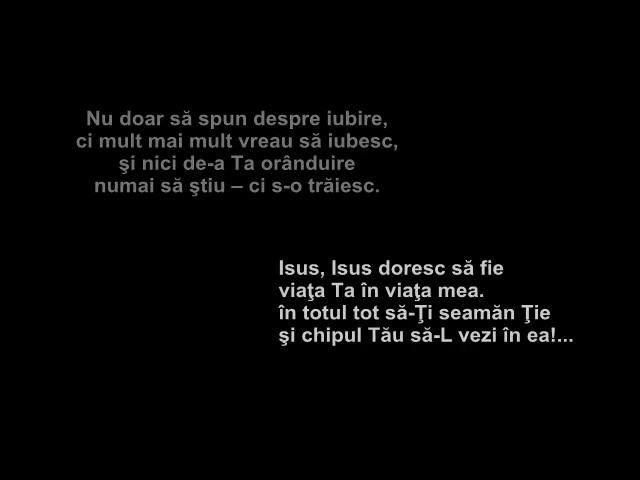 Nu doar să spun despre iubire,
ci mult mai mult vreau să iubesc,
şi nici de-a Ta orânduire
numai să ştiu – ci s-o trăiesc.
Isus, Isus doresc să fie
viaţa Ta în viaţa mea.
în totul tot să-Ţi seamăn Ţie
şi chipul Tău să-L vezi în ea!...